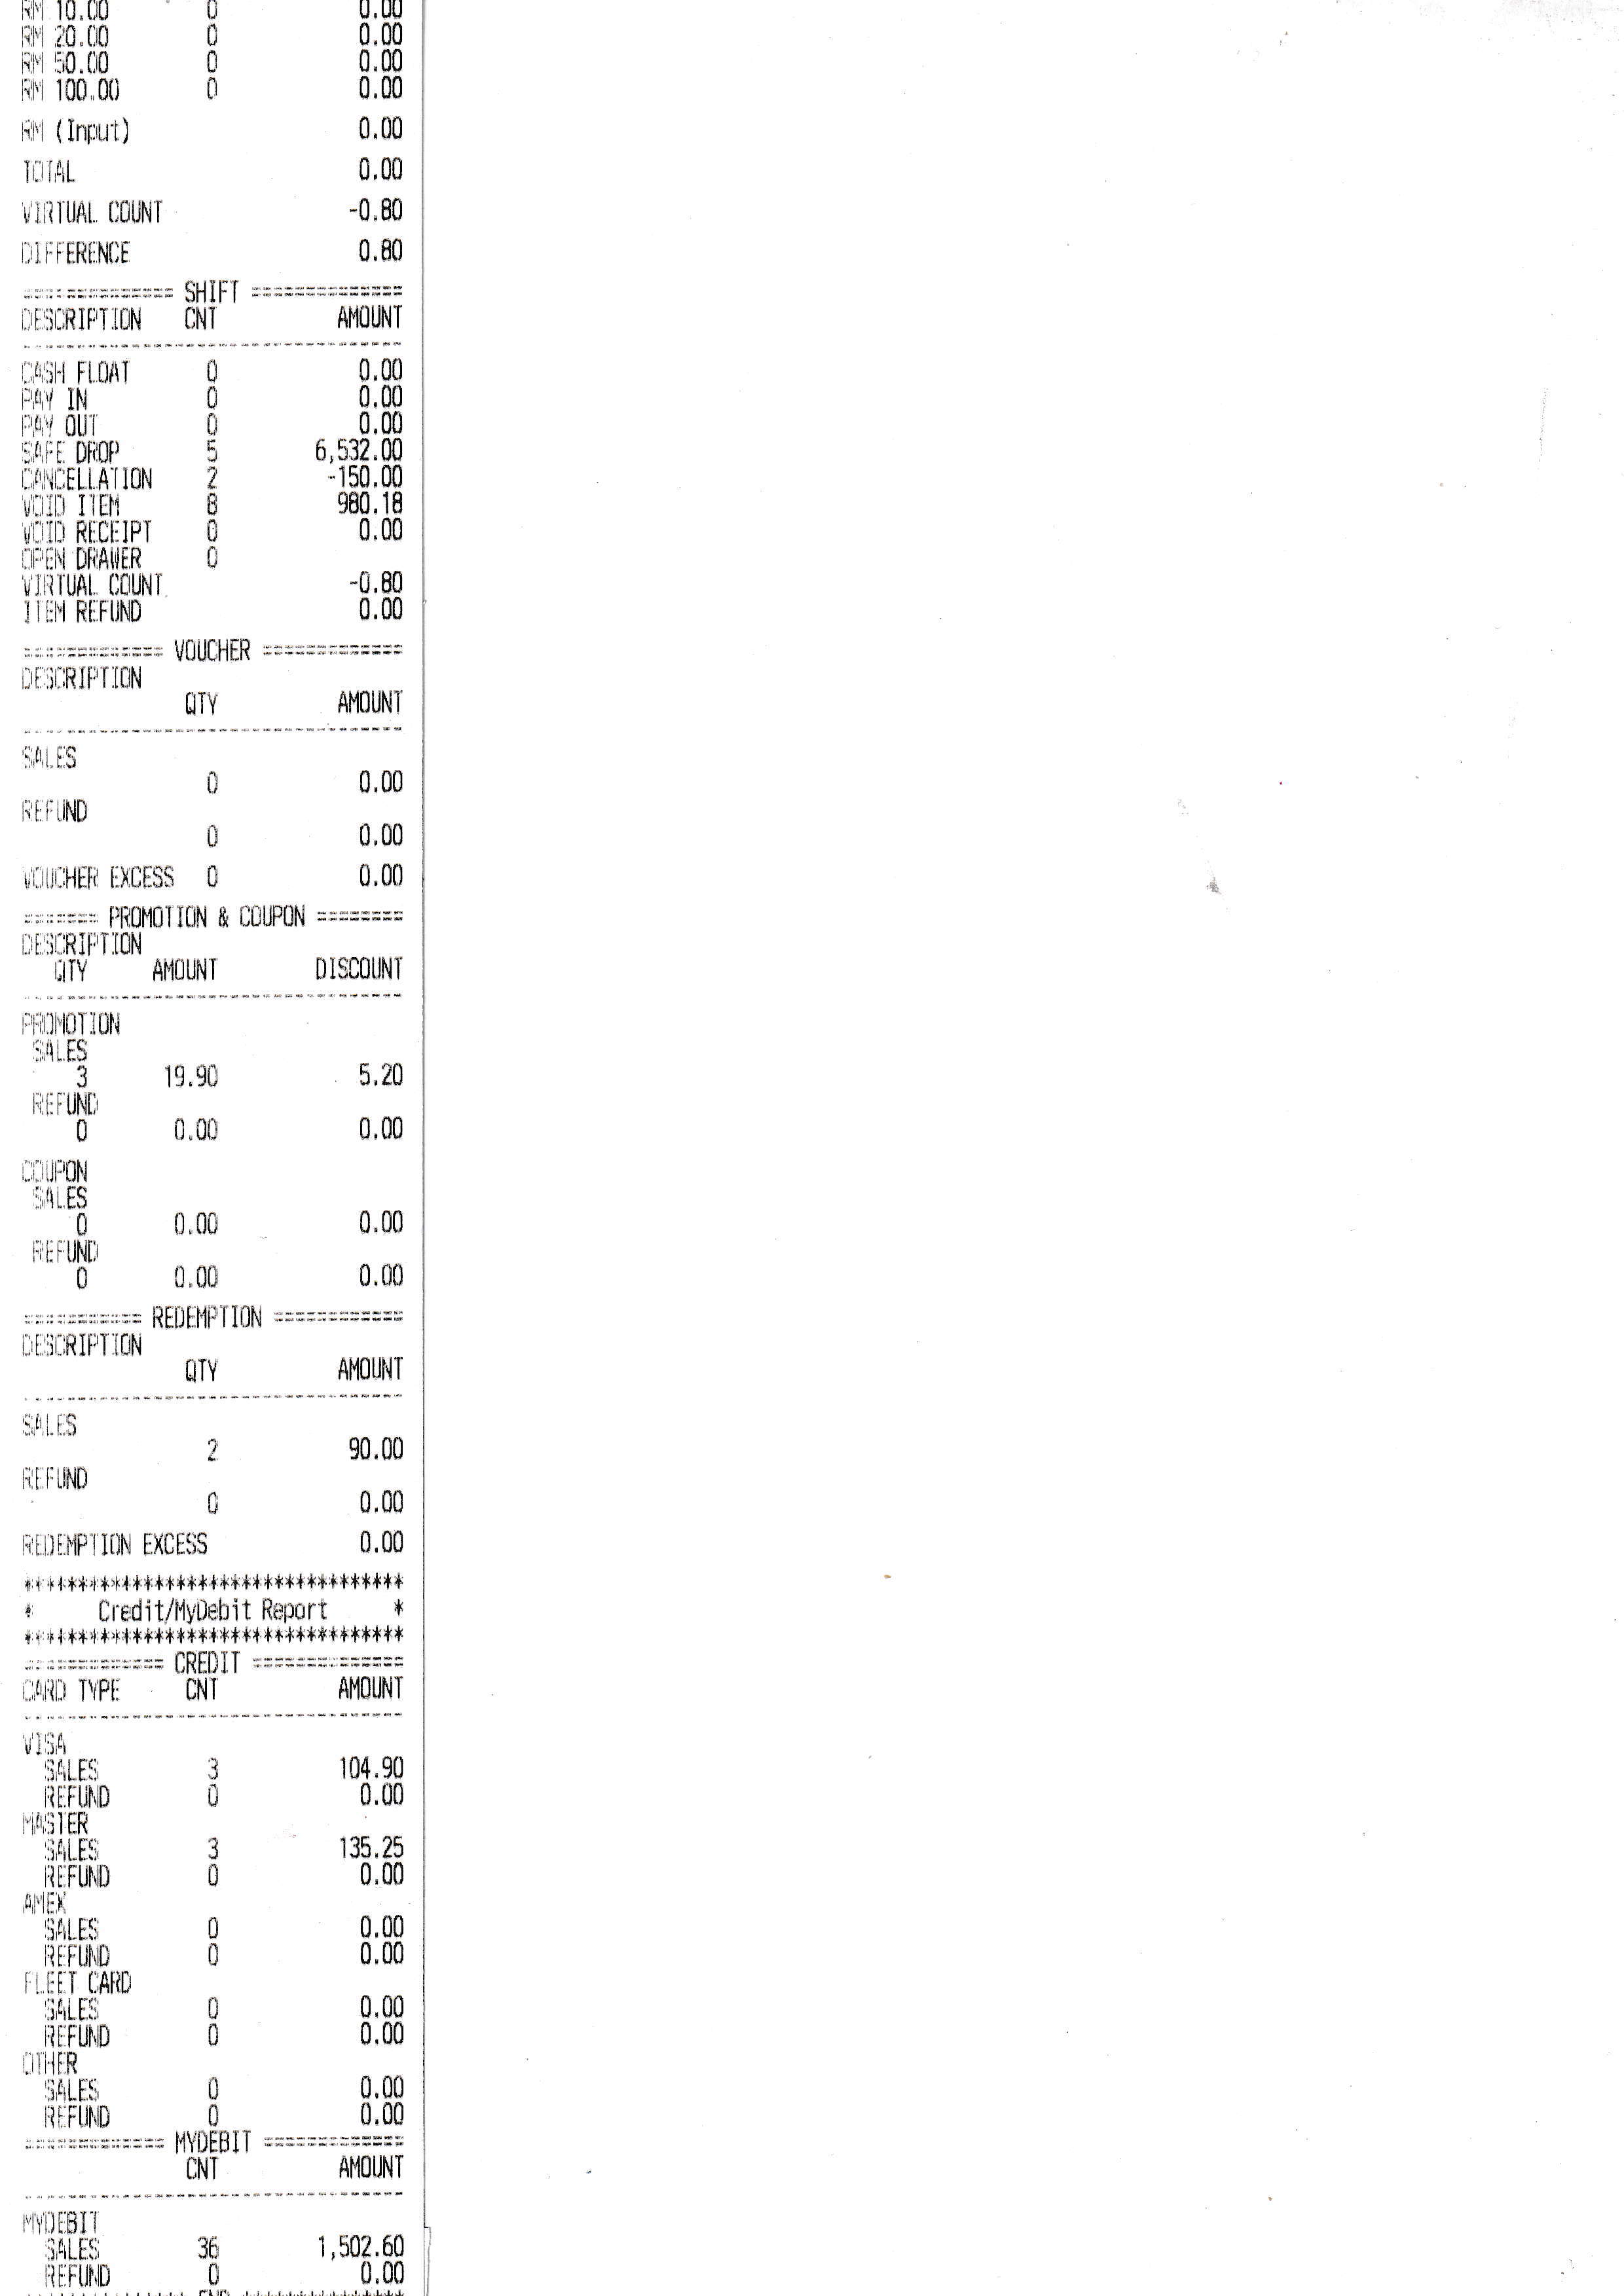 RM 10.00 0 0.00
RM 20.00 0 0.00
RM 50.00 0 0.00
RM 100.00 0 0.00
RM (Input) 0.00
TOTAL 0.00
VIRTUAL COUNT -0.80
DIFFERENCE 0.80
============== SHIFT ==============
DESCRIPTION CNT AMOUNT
-----------------------------------
CASH FLOAT 0 0.00
PAY IN 0 0.00
PAY OUT 0 0.00
SAFE DROP 5 6,532.00
CANCELLATION 2 -150.00
VOID ITEM 8 980.18
VOID RECEIPT 0 0.00
OPEN DRAWER 0
VIRTUAL COUNT -0.80
ITEM REFUND 0.00
============= VOUCHER =============
DESCRIPTION
QTY AMOUNT
-----------------------------------
SALES
0 0.00
REFUND
0 0.00
VOUCHER EXCESS 0 0.00
======= PROMOTION & COUPON ========
DESCRIPTION
QTY AMOUNT DISCOUNT
-----------------------------------
PROMOTION
SALES
3 19.90 5.20
REFUND
0 0.00 0.00
COUPON
SALES
0 0.00 0.00
REFUND
0 0.00 0.00
=========== REDEMPTION ============
DESCRIPTION
QTY AMOUNT
-----------------------------------
SALES
2 90.00
REFUND
0 0.00
REDEMPTION EXCESS 0.00
***********************************
* Credit/MyDebit Report *
***********************************
============= CREDIT ==============
CARD TYPE CNT AMOUNT
-----------------------------------
VISA
SALES 3 104.90
REFUND 0 0.00
MASTER
SALES 3 135.25
REFUND 0 0.00
AMEX
SALES 0 0.00
REFUND 0 0.00
FLEET CARD
SALES 0 0.00
REFUND 0 0.00
OTHER
SALES 0 0.00
REFUND 0 0.00
============= MYDEBIT =============
CNT AMOUNT
-----------------------------------
MYDEBIT
SALES 36 1,502.60
REFUND 0 0.00
*************** END ***************